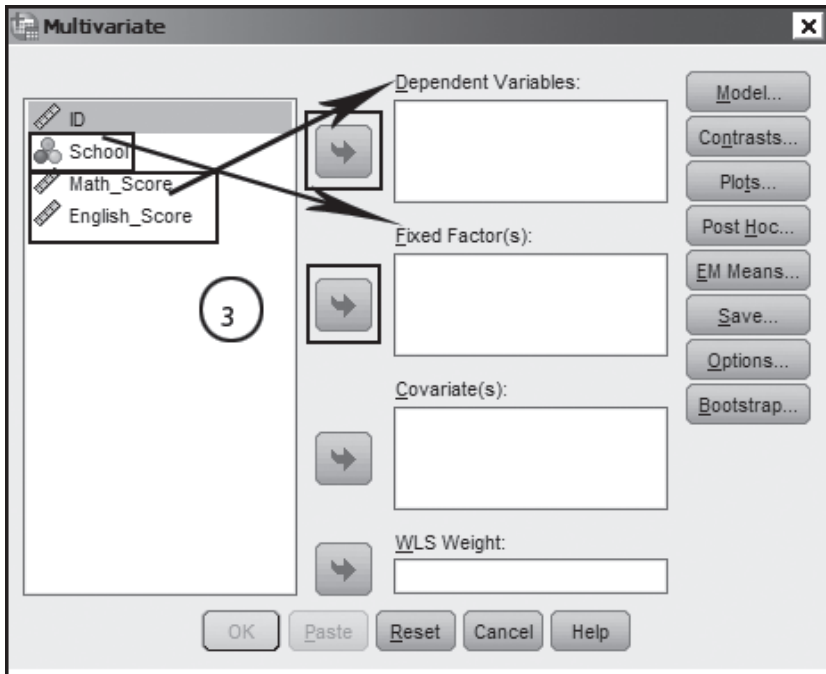 Multivariate
ID
School
Math_Score
English_Score
3
Dependent Variables:
Fixed Factor(s):
Covariate(s):
WLS Weight:
Model...
Contrasts...
Plots...
Post Hoc...
EM Means...
Save...
Options...
Bootstrap...
OK
Paste
Reset
Cancel
Help